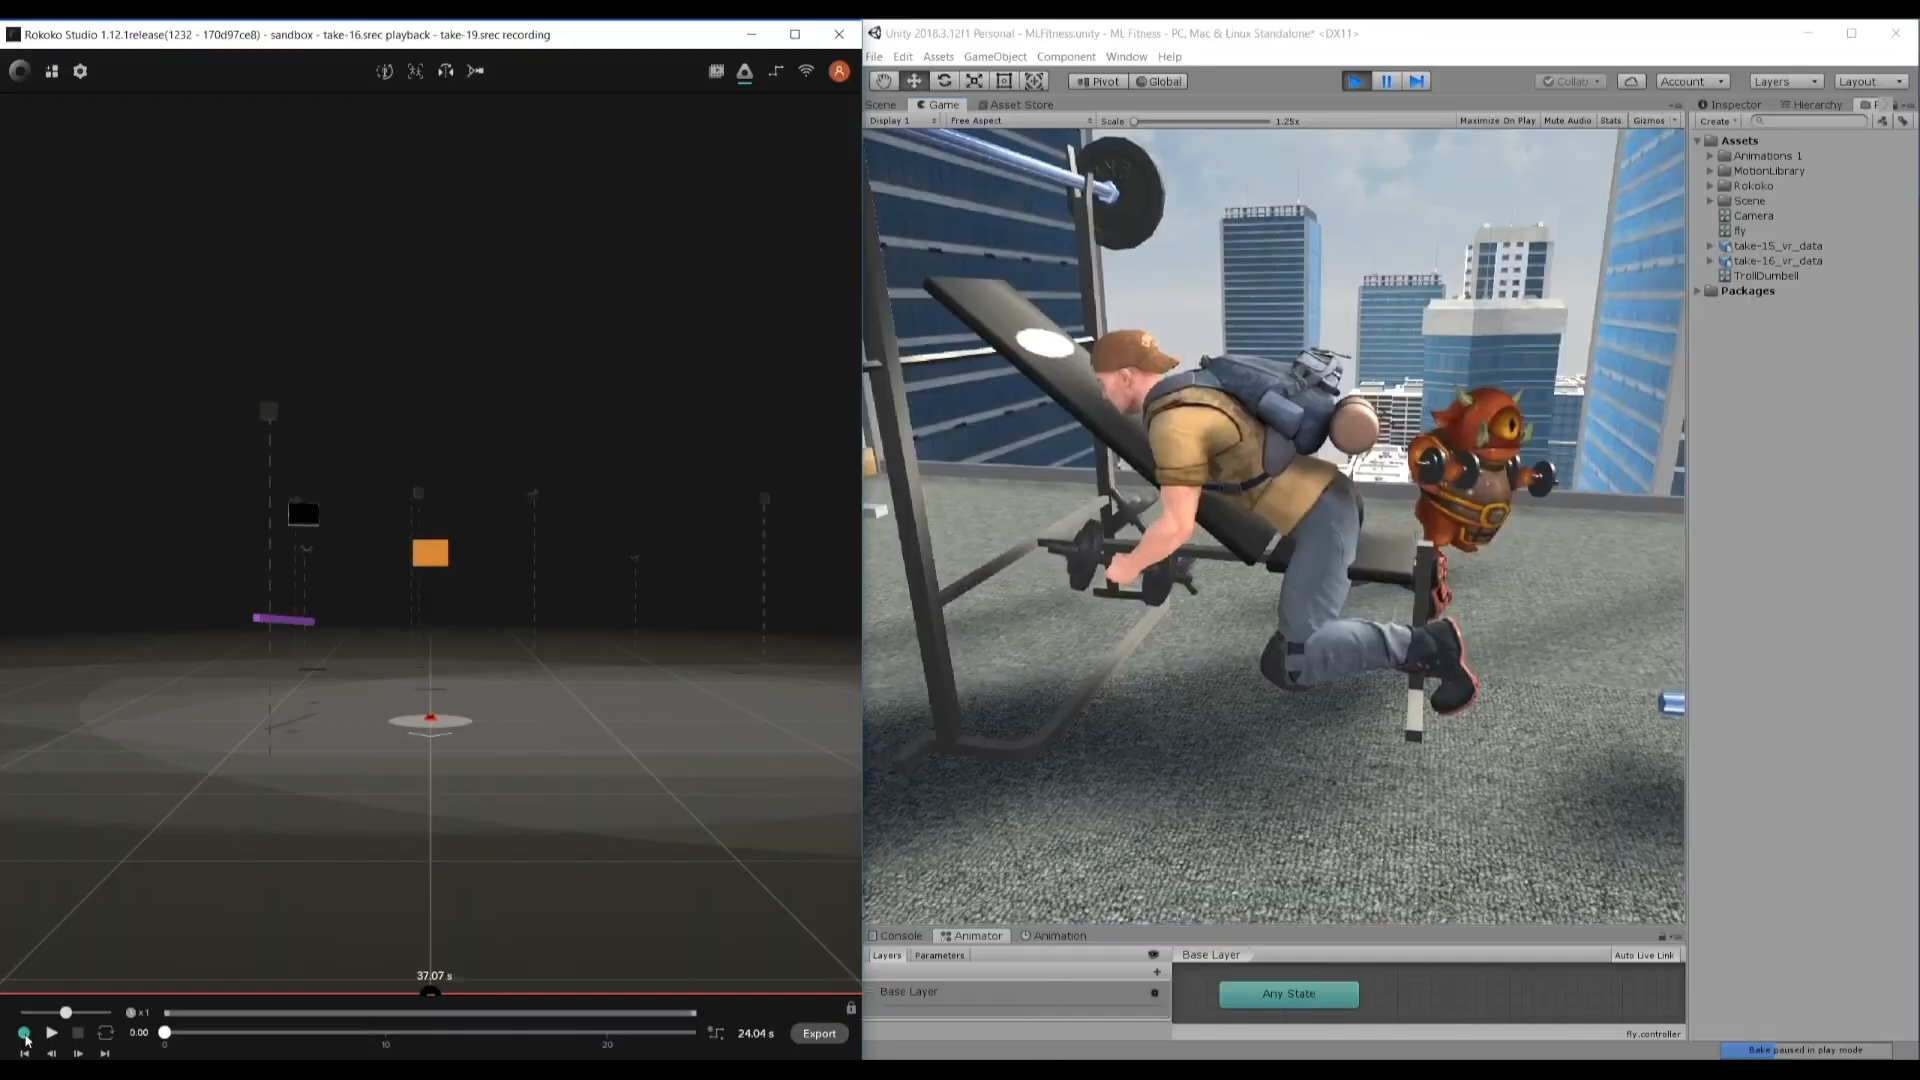 Rokoko Studio 1.12.1release(1232 - 170d97ce8) - sandbox - take-16.srec playback - take-19.srec recording
Unity 2018.3.12f1 Personal - MLFitness.unity - ML Fitness - PC, Mac & Linux Standalone* <DX11>
File Edit Assets GameObject Component Window Help
Pivot Global Collab Account Layers Layout
Scene Game Asset Store Inspector Hierarchy
Display 1 Free Aspect Scale 1.25x Maximize On Play Mute Audio Stats Gizmos Create
Assets
Animations 1
MotionLibrary
Rokoko
Scene
Camera
fly
take-15_vr_data
take-16_vr_data
TrollDumbell
Packages
Console Animator Animation
Layers Parameters Base Layer Auto Live Link
Base Layer
Any State
fly.controller
Bake paused in play mode
37.07 s
x1
0.00 24.04 s Export
0 10 20